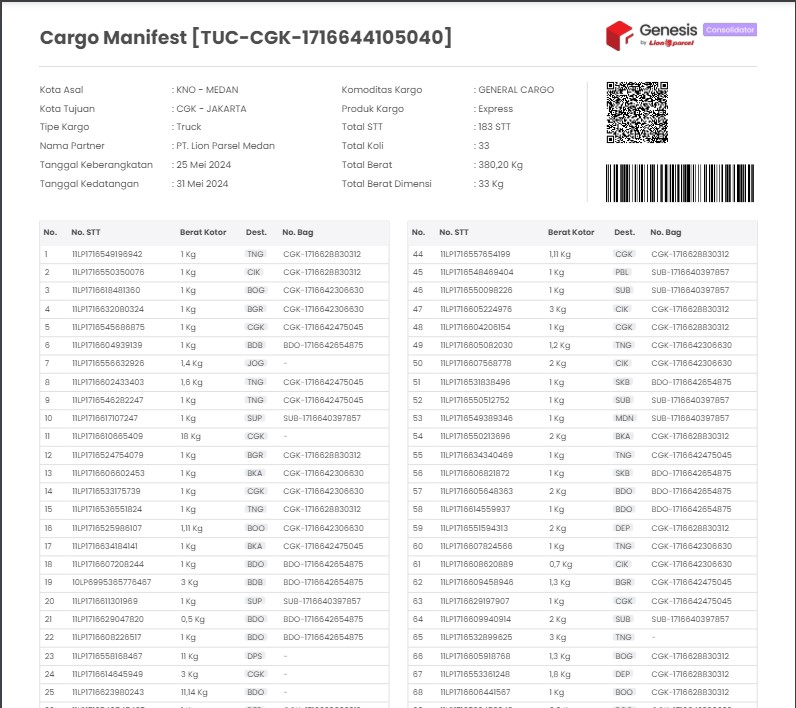 Cargo Manifest [TUC-CGK-1716644105040]
Genesis
by Lion parcel
Consolidator
Kota Asal : KNO - MEDAN
Kota Tujuan : CGK - JAKARTA
Tipe Kargo : Truck
Nama Partner : PT. Lion Parsel Medan
Tanggal Keberangkatan : 25 Mei 2024
Tanggal Kedatangan : 31 Mei 2024
Komoditas Kargo : GENERAL CARGO
Produk Kargo : Express
Total STT : 183 STT
Total Koli : 33
Total Berat : 380,20 Kg
Total Berat Dimensi : 33 Kg
No. No. STT Berat Kotor Dest. No. Bag
1 11LP1716549196942 1 Kg TNG CGK-1716628830312
2 11LP1716550350076 1 Kg CIK CGK-1716628830312
3 11LP1716618481360 1 Kg BOG CGK-1716642306630
4 11LP1716632080324 1 Kg BGR CGK-1716642306630
5 11LP1716545686875 1 Kg CGK CGK-1716642475045
6 11LP1716604939139 1 Kg BDB BDO-1716642654875
7 11LP1716556632926 1,4 Kg JOG -
8 11LP1716602433403 1,6 Kg TNG CGK-1716642475045
9 11LP1716546282247 1 Kg TNG CGK-1716642475045
10 11LP1716617107247 1 Kg SUP SUB-1716640397857
11 11LP1716610665409 18 Kg CGK -
12 11LP1716524754079 1 Kg BGR CGK-1716628830312
13 11LP1716606602453 1 Kg BKA CGK-1716642306630
14 11LP1716533175739 1 Kg CGK CGK-1716642306630
15 11LP1716536551824 1 Kg TNG CGK-1716628830312
16 11LP1716525986107 1,11 Kg BOO CGK-1716642306630
17 11LP1716634184141 1 Kg BKA CGK-1716642475045
18 11LP1716607208244 1 Kg BDO BDO-1716642654875
19 10LP6995365776467 3 Kg BDB BDO-1716642654875
20 11LP1716611301969 1 Kg SUP SUB-1716640397857
21 11LP1716629047820 0,5 Kg BDO BDO-1716642654875
22 11LP1716608226517 1 Kg BDO BDO-1716642654875
23 11LP1716558168467 11 Kg DPS -
24 11LP1716614645949 3 Kg CGK -
25 11LP1716623980243 11,14 Kg BDO -
No. No. STT Berat Kotor Dest. No. Bag
44 11LP1716557654199 1,11 Kg CGK CGK-1716628830312
45 11LP1716548469404 1 Kg PBL SUB-1716640397857
46 11LP1716550098226 1 Kg SUB SUB-1716640397857
47 11LP1716605224976 3 Kg CIK CGK-1716628830312
48 11LP1716604206154 1 Kg CGK CGK-1716628830312
49 11LP1716605082030 1,2 Kg TNG CGK-1716642306630
50 11LP1716607568778 2 Kg CIK CGK-1716642306630
51 11LP1716531838496 1 Kg SKB BDO-1716642654875
52 11LP1716550512752 1 Kg SUB SUB-1716640397857
53 11LP1716549389346 1 Kg MDN SUB-1716640397857
54 11LP1716550213696 2 Kg BKA CGK-1716628830312
55 11LP1716634340469 1 Kg TNG CGK-1716642475045
56 11LP1716606821872 1 Kg SKB BDO-1716642654875
57 11LP1716605648363 2 Kg BDO BDO-1716642654875
58 11LP1716614559937 1 Kg BDO BDO-1716642654875
59 11LP1716551594313 2 Kg DEP CGK-1716628830312
60 11LP1716607824566 1 Kg TNG CGK-1716642306630
61 11LP1716608620889 0,7 Kg CIK CGK-1716642306630
62 11LP1716609458946 1,3 Kg BGR CGK-1716642475045
63 11LP1716629197907 1 Kg CGK CGK-1716642475045
64 11LP1716609940914 2 Kg SUB SUB-1716640397857
65 11LP1716532899625 3 Kg TNG -
66 11LP1716605918768 1,3 Kg BOG CGK-1716628830312
67 11LP1716553361248 1,8 Kg DEP CGK-1716628830312
68 11LP1716606441567 1 Kg BOO CGK-1716628830312